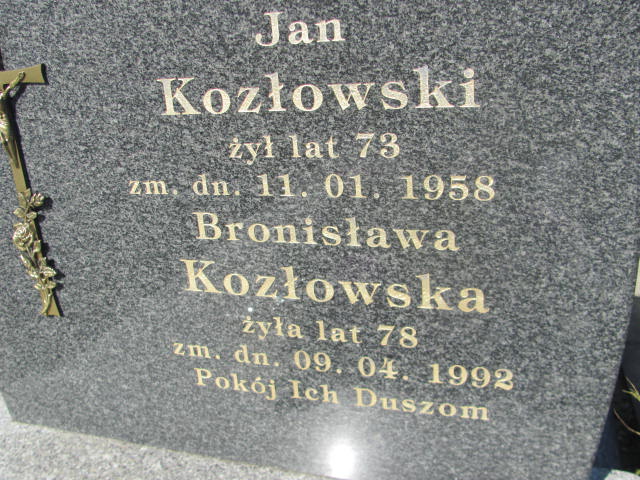 Jan
Kozłowski
żył lat 73
zm. dn. 11. 01. 1958
Bronisława
Kozłowska
żyła lat 78
zm. dn. 09. 04. 1992
Pokój Ich Duszom